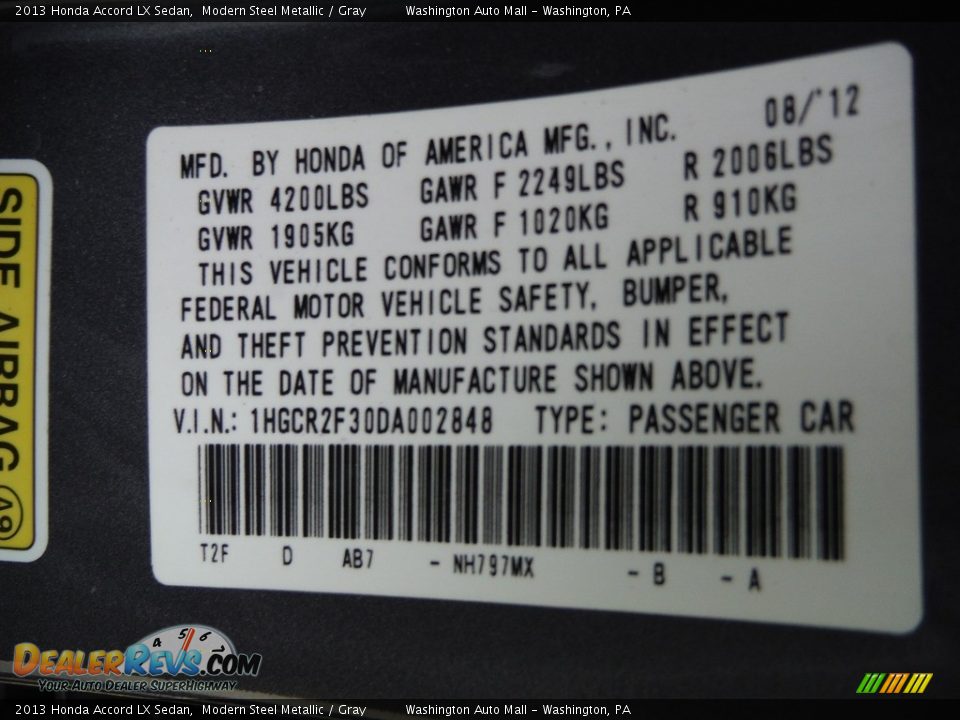 2013 Honda Accord LX Sedan,  Modern Steel Metallic / Gray    Washington Auto Mall - Washington, PA
08/'12
MFD. BY HONDA OF AMERICA MFG., INC.
GVWR 4200LBS  GAWR F 2249LBS  R 2006LBS
GVWR 1905KG  GAWR F 1020KG  R 910KG
THIS VEHICLE CONFORMS TO ALL APPLICABLE
FEDERAL MOTOR VEHICLE SAFETY, BUMPER,
AND THEFT PREVENTION STANDARDS IN EFFECT
ON THE DATE OF MANUFACTURE SHOWN ABOVE.
V.I.N.: 1HGCR2F30DA002848  TYPE: PASSENGER CAR
T2F  D  AB7  - NH797MX  - B  - A
SIDE AIRBAG A9
4 5 6
DEALERREVS.COM
YOUR AUTO DEALER SUPERHIGHWAY
2013 Honda Accord LX Sedan,  Modern Steel Metallic / Gray    Washington Auto Mall - Washington, PA